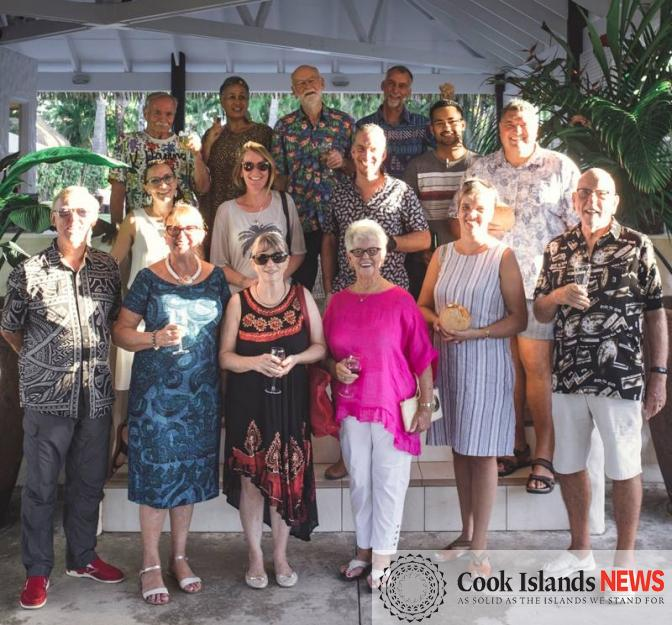 Cook Islands NEWS
AS SOLID AS THE ISLANDS WE STAND FOR